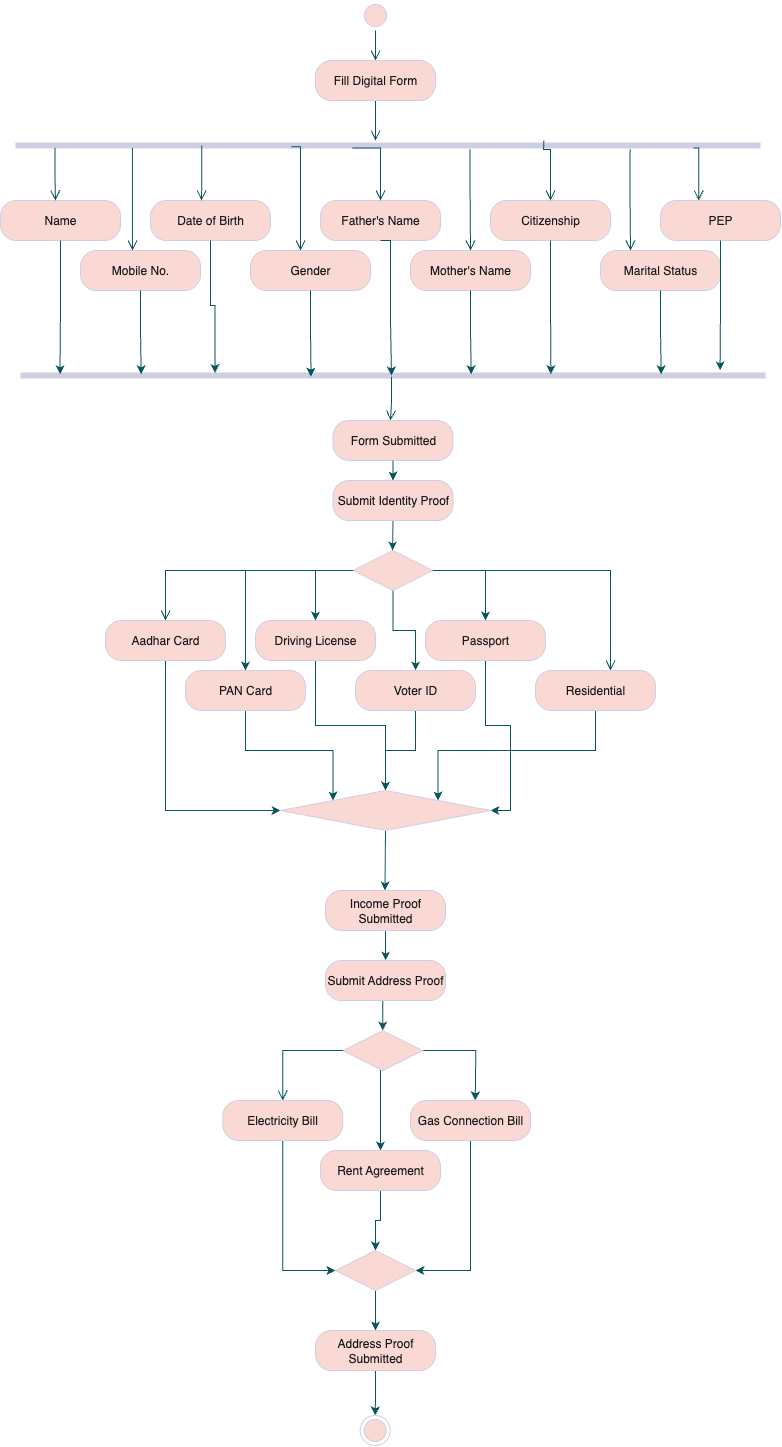 Fill Digital Form
Name
Date of Birth
Father's Name
Citizenship
PEP
Mobile No.
Gender
Mother's Name
Marital Status
Form Submitted
Submit Identity Proof
Aadhar Card
Driving License
Passport
PAN Card
Voter ID
Residential
Income Proof
Submitted
Submit Address Proof
Electricity Bill
Gas Connection Bill
Rent Agreement
Address Proof
Submitted